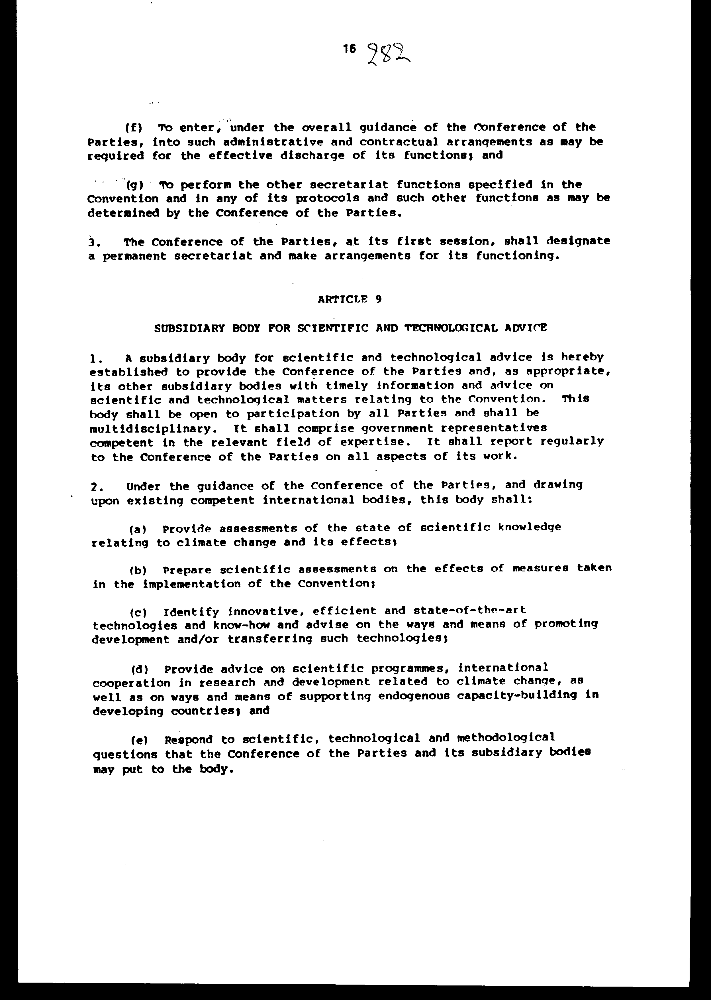 16 282
(f) To enter, under the overall guidance of the Conference of the
Parties, into such administrative and contractual arrangements as may be
required for the effective discharge of its functions; and
(g) To perform the other secretariat functions specified in the
Convention and in any of its protocols and such other functions as may be
determined by the Conference of the Parties.
3. The Conference of the Parties, at its first session, shall designate
a permanent secretariat and make arrangements for its functioning.
ARTICLE 9
SUBSIDIARY BODY FOR SCIENTIFIC AND TECHNOLOGICAL ADVICE
1. A subsidiary body for scientific and technological advice is hereby
established to provide the Conference of the Parties and, as appropriate,
its other subsidiary bodies with timely information and advice on
scientific and technological matters relating to the Convention. This
body shall be open to participation by all Parties and shall be
multidisciplinary. It shall comprise government representatives
competent in the relevant field of expertise. It shall report regularly
to the Conference of the Parties on all aspects of its work.
2. Under the guidance of the Conference of the Parties, and drawing
upon existing competent international bodies, this body shall:
(a) Provide assessments of the state of scientific knowledge
relating to climate change and its effects;
(b) Prepare scientific assessments on the effects of measures taken
in the implementation of the Convention;
(c) Identify innovative, efficient and state-of-the-art
technologies and know-how and advise on the ways and means of promoting
development and/or transferring such technologies;
(d) Provide advice on scientific programmes, international
cooperation in research and development related to climate change, as
well as on ways and means of supporting endogenous capacity-building in
developing countries; and
(e) Respond to scientific, technological and methodological
questions that the Conference of the Parties and its subsidiary bodies
may put to the body.